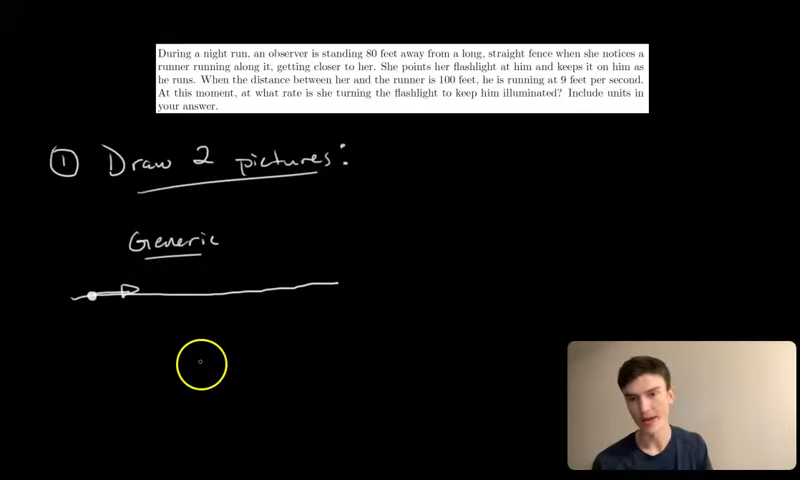 During a night run, an observer is standing 80 feet away from a long, straight fence when she notices a
runner running along it, getting closer to her. She points her flashlight at him and keeps it on him as
he runs. When the distance between her and the runner is 100 feet, he is running at 9 feet per second.
At this moment, at what rate is she turning the flashlight to keep him illuminated? Include units in
your answer.
① Draw 2 pictures:
Generic